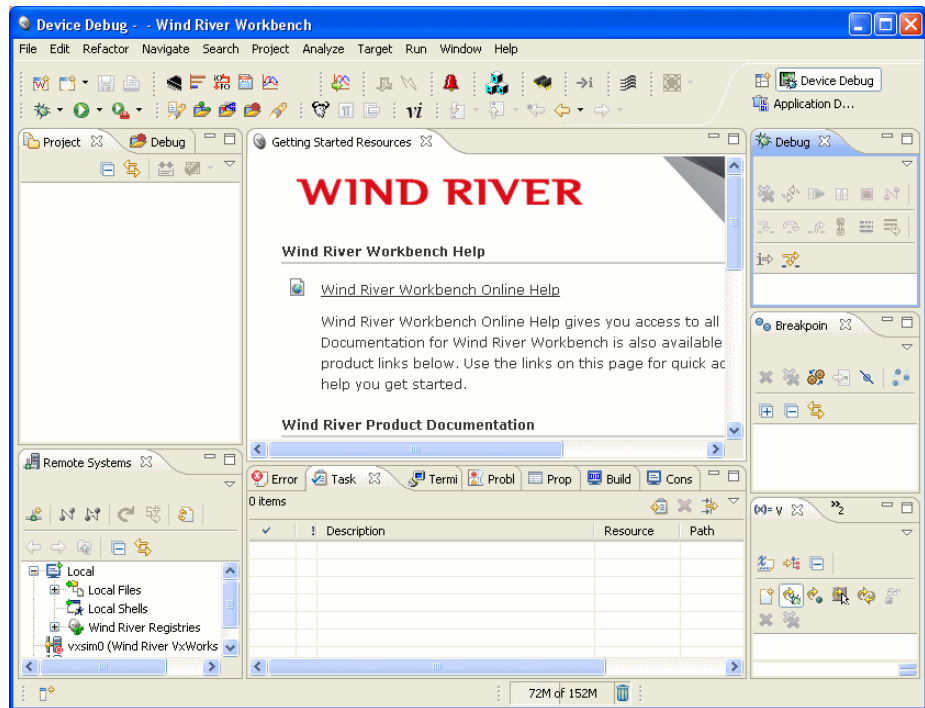 Device Debug - - Wind River Workbench
File Edit Refactor Navigate Search Project Analyze Target Run Window Help
Device Debug
Application D...
Project
Debug
Getting Started Resources
Debug
WIND RIVER
Wind River Workbench Help
Wind River Workbench Online Help
Wind River Workbench Online Help gives you access to all
Documentation for Wind River Workbench is also available
product links below. Use the links on this page for quick ac
help you get started.
Wind River Product Documentation
Breakpoin
Remote Systems
Local
Local Files
Local Shells
Wind River Registries
vxsim0 (Wind River VxWorks
Error Task Termi Probl Prop Build Cons
0 items
! Description Resource Path
(x)= V
»2
72M of 152M